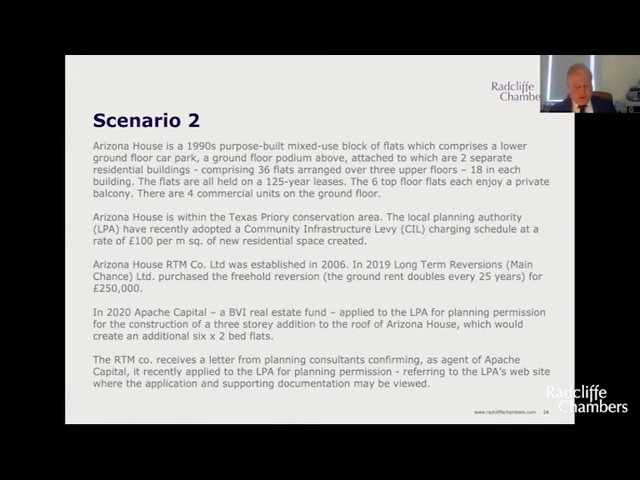 Radcliffe
Chambe
Scenario 2
Arizona House is a 1990s purpose-built mixed-use block of flats which comprises a lower
ground floor car park, a ground floor podium above, attached to which are 2 separate
residential buildings - comprising 36 flats arranged over three upper floors – 18 in each
building. The flats are all held on a 125-year leases. The 6 top floor flats each enjoy a private
balcony. There are 4 commercial units on the ground floor.
Arizona House is within the Texas Priory conservation area. The local planning authority
(LPA) have recently adopted a Community Infrastructure Levy (CIL) charging schedule at a
rate of £100 per m sq. of new residential space created.
Arizona House RTM Co. Ltd was established in 2006. In 2019 Long Term Reversions (Main
Chance) Ltd. purchased the freehold reversion (the ground rent doubles every 25 years) for
£250,000.
In 2020 Apache Capital – a BVI real estate fund – applied to the LPA for planning permission
for the construction of a three storey addition to the roof of Arizona House, which would
create an additional six x 2 bed flats.
The RTM co. receives a letter from planning consultants confirming, as agent of Apache
Capital, it recently applied to the LPA for planning permission - referring to the LPA's web site
where the application and supporting documentation may be viewed.
www.radcliffechambers.com 24
Radcliffe
Chambers